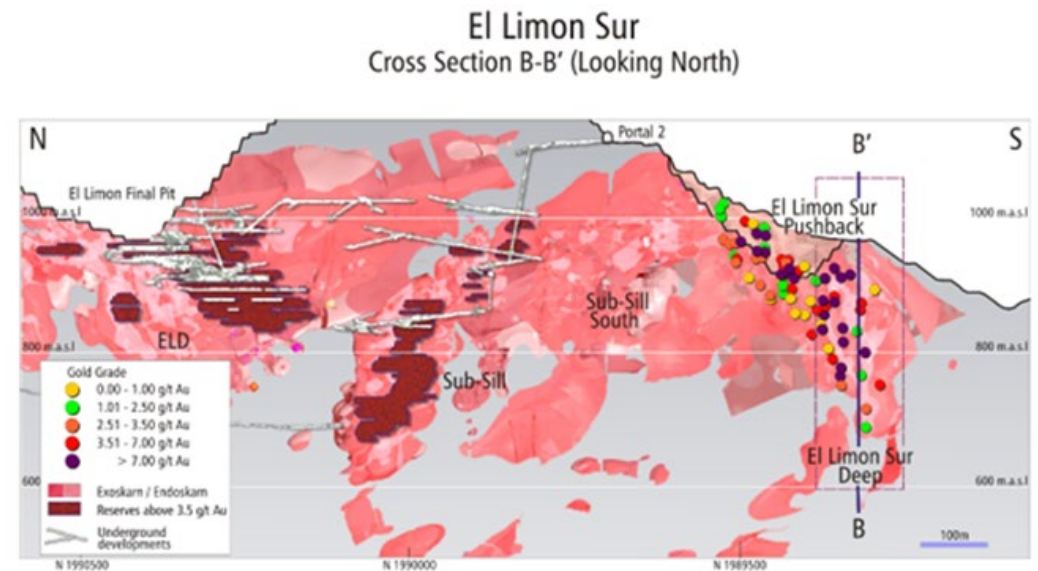 El Limon Sur
Cross Section B-B’ (Looking North)
N
Portal 2
B’
S
El Limon Final Pit
1000 m.a.s.l
El Limon Sur
Pushback
1000 m.a.s.l
Sub-Sill
South
ELD
800 m.a.s.l
800 m.a.s.l
Sub-Sill
Gold Grade
0.00 - 1.00 g/t Au
1.01 - 2.50 g/t Au
2.51 - 3.50 g/t Au
3.51 - 7.00 g/t Au
> 7.00 g/t Au
El Limon Sur
Deep
600
600 m.a.s.l
Exoskarn / Endoskarn
Reserves above 3.5 g/t Au
Underground
developments
B
100m
N 1990500
N 1990000
N 1989500